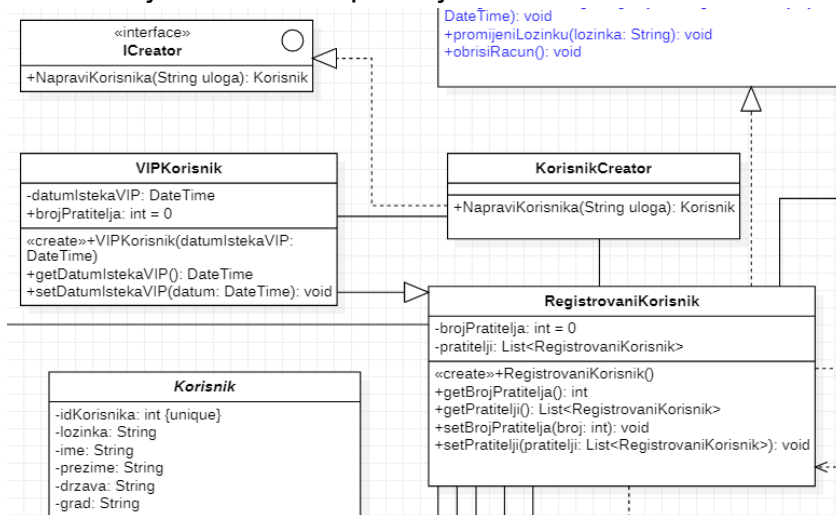 «interface»
ICreator
+NapraviKorisnika(String uloga): Korisnik
DateTime): void
+promijeniLozinku(lozinka: String): void
+obrisiRacun(): void
VIPKorisnik
-datumIstekaVIP: DateTime
+brojPratitelja: int = 0
«create»+VIPKorisnik(datumIstekaVIP:
DateTime)
+getDatumIstekaVIP(): DateTime
+setDatumIstekaVIP(datum: DateTime): void
KorisnikCreator
+NapraviKorisnika(String uloga): Korisnik
RegistrovaniKorisnik
-brojPratitelja: int = 0
-pratitelji: List<RegistrovaniKorisnik>
«create»+RegistrovaniKorisnik()
+getBrojPratitelja(): int
+getPratitelji(): List<RegistrovaniKorisnik>
+setBrojPratitelja(broj: int): void
+setPratitelji(pratitelji: List<RegistrovaniKorisnik>): void
Korisnik
-idKorisnika: int {unique}
-lozinka: String
-ime: String
-prezime: String
-drzava: String
-grad: String